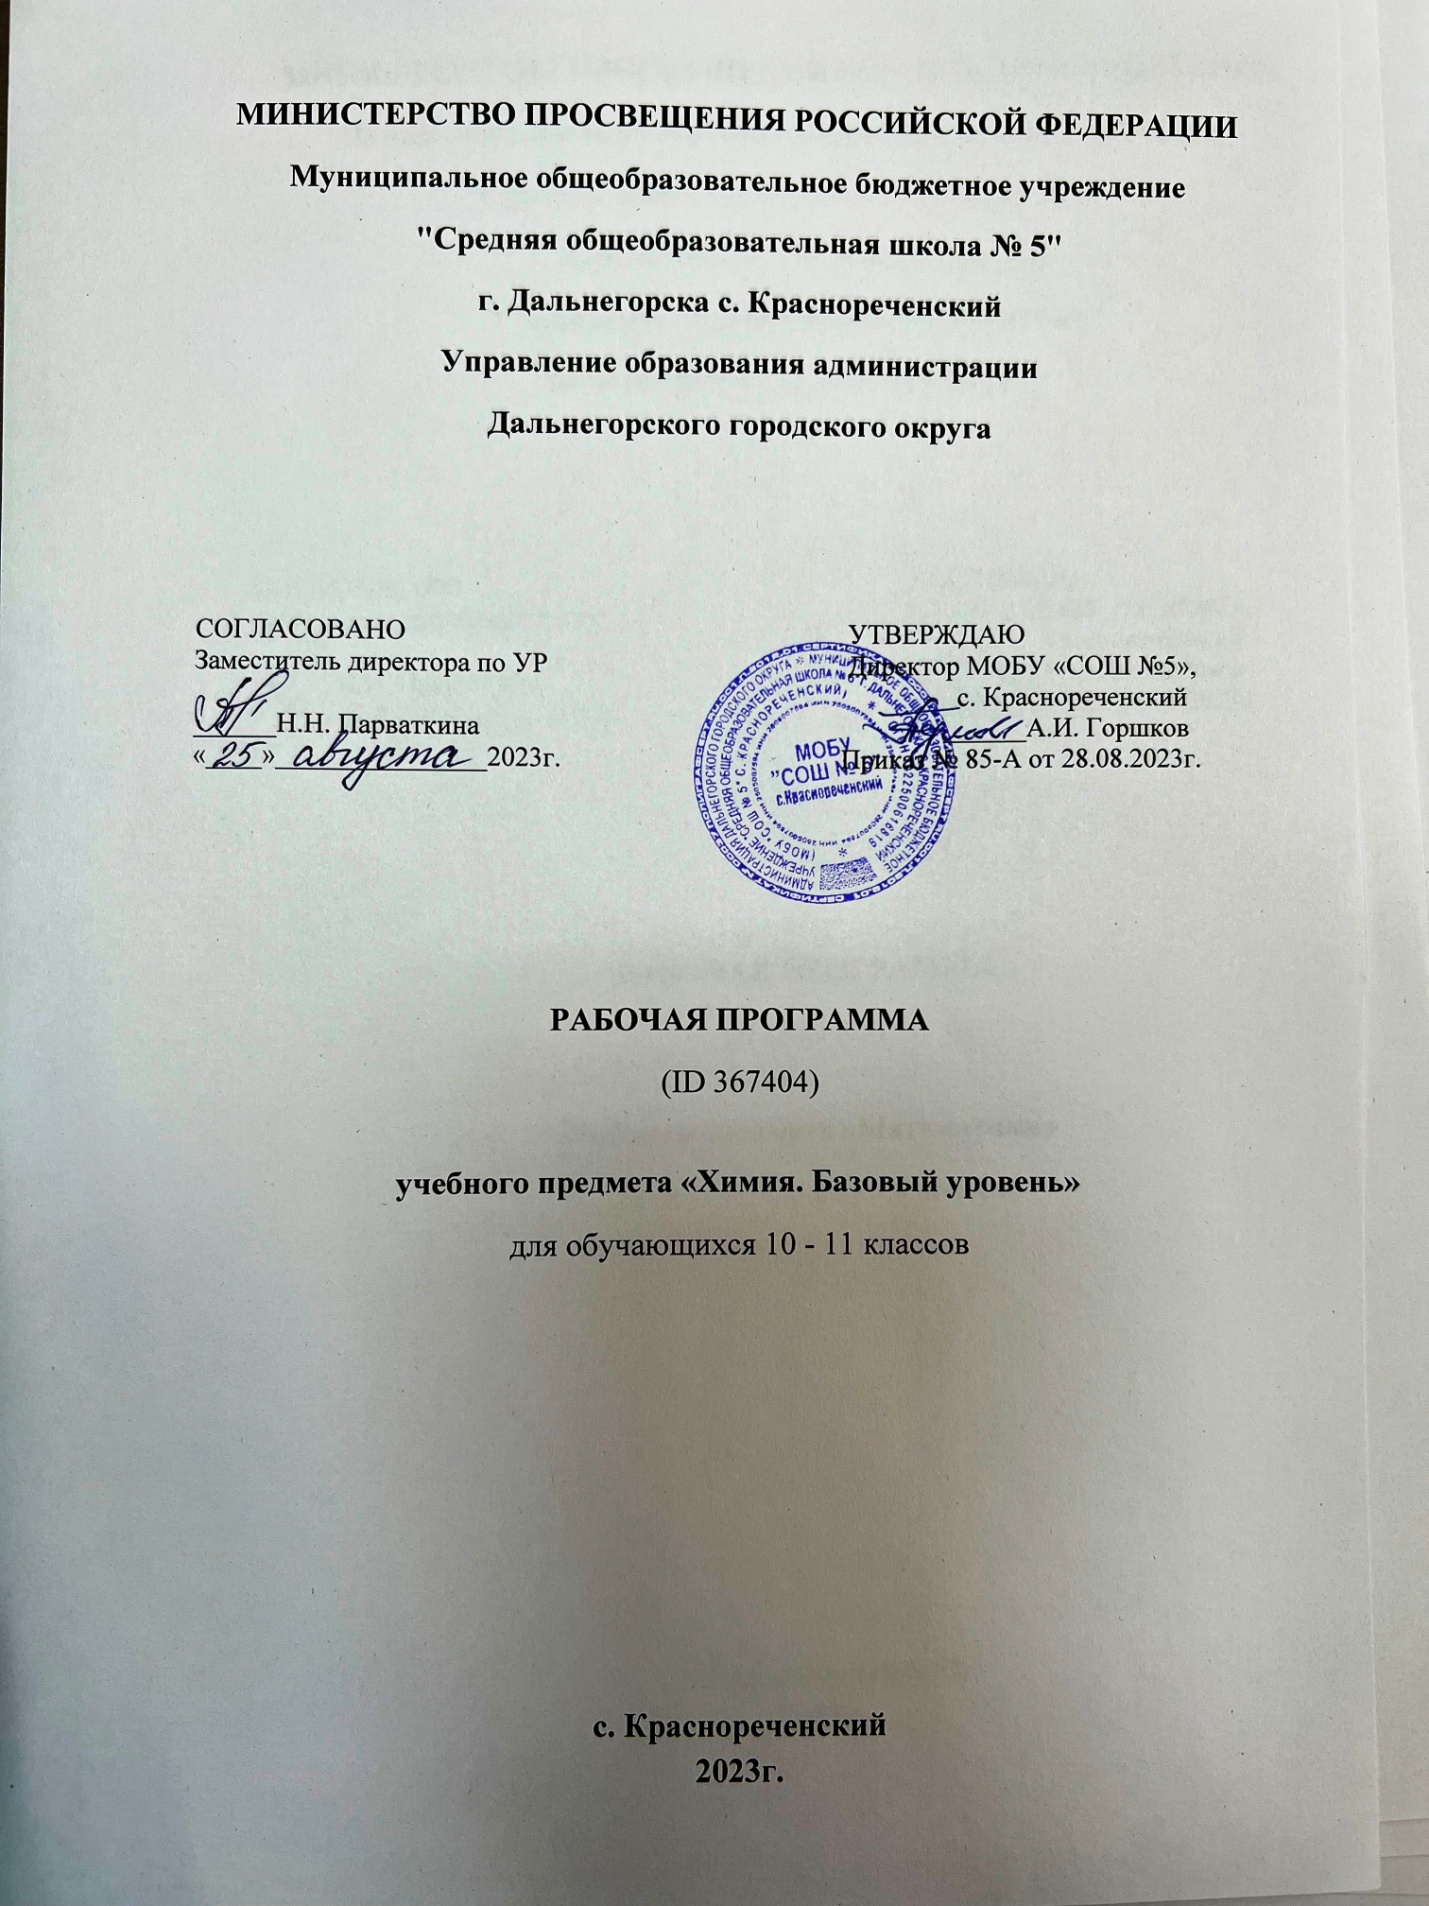 МИНИСТЕРСТВО ПРОСВЕЩЕНИЯ РОССИЙСКОЙ ФЕДЕРАЦИИ
Муниципальное общеобразовательное бюджетное учреждение
"Средняя общеобразовательная школа № 5"
г. Дальнегорска с. Краснореченский
Управление образования администрации
Дальнегорского городского округа
СОГЛАСОВАНО
Заместитель директора по УР
Н.Н. Парваткина
« 25 » августа 2023г.
УТВЕРЖДАЮ
Директор МОБУ «СОШ №5»,
с. Краснореченский
А.И. Горшков
Приказ № 85-А от 28.08.2023г.
МОБУ
"СОШ №
с.Краснореченский
РАБОЧАЯ ПРОГРАММА
(ID 367404)
учебного предмета «Химия. Базовый уровень»
для обучающихся 10 - 11 классов
с. Краснореченский
2023г.